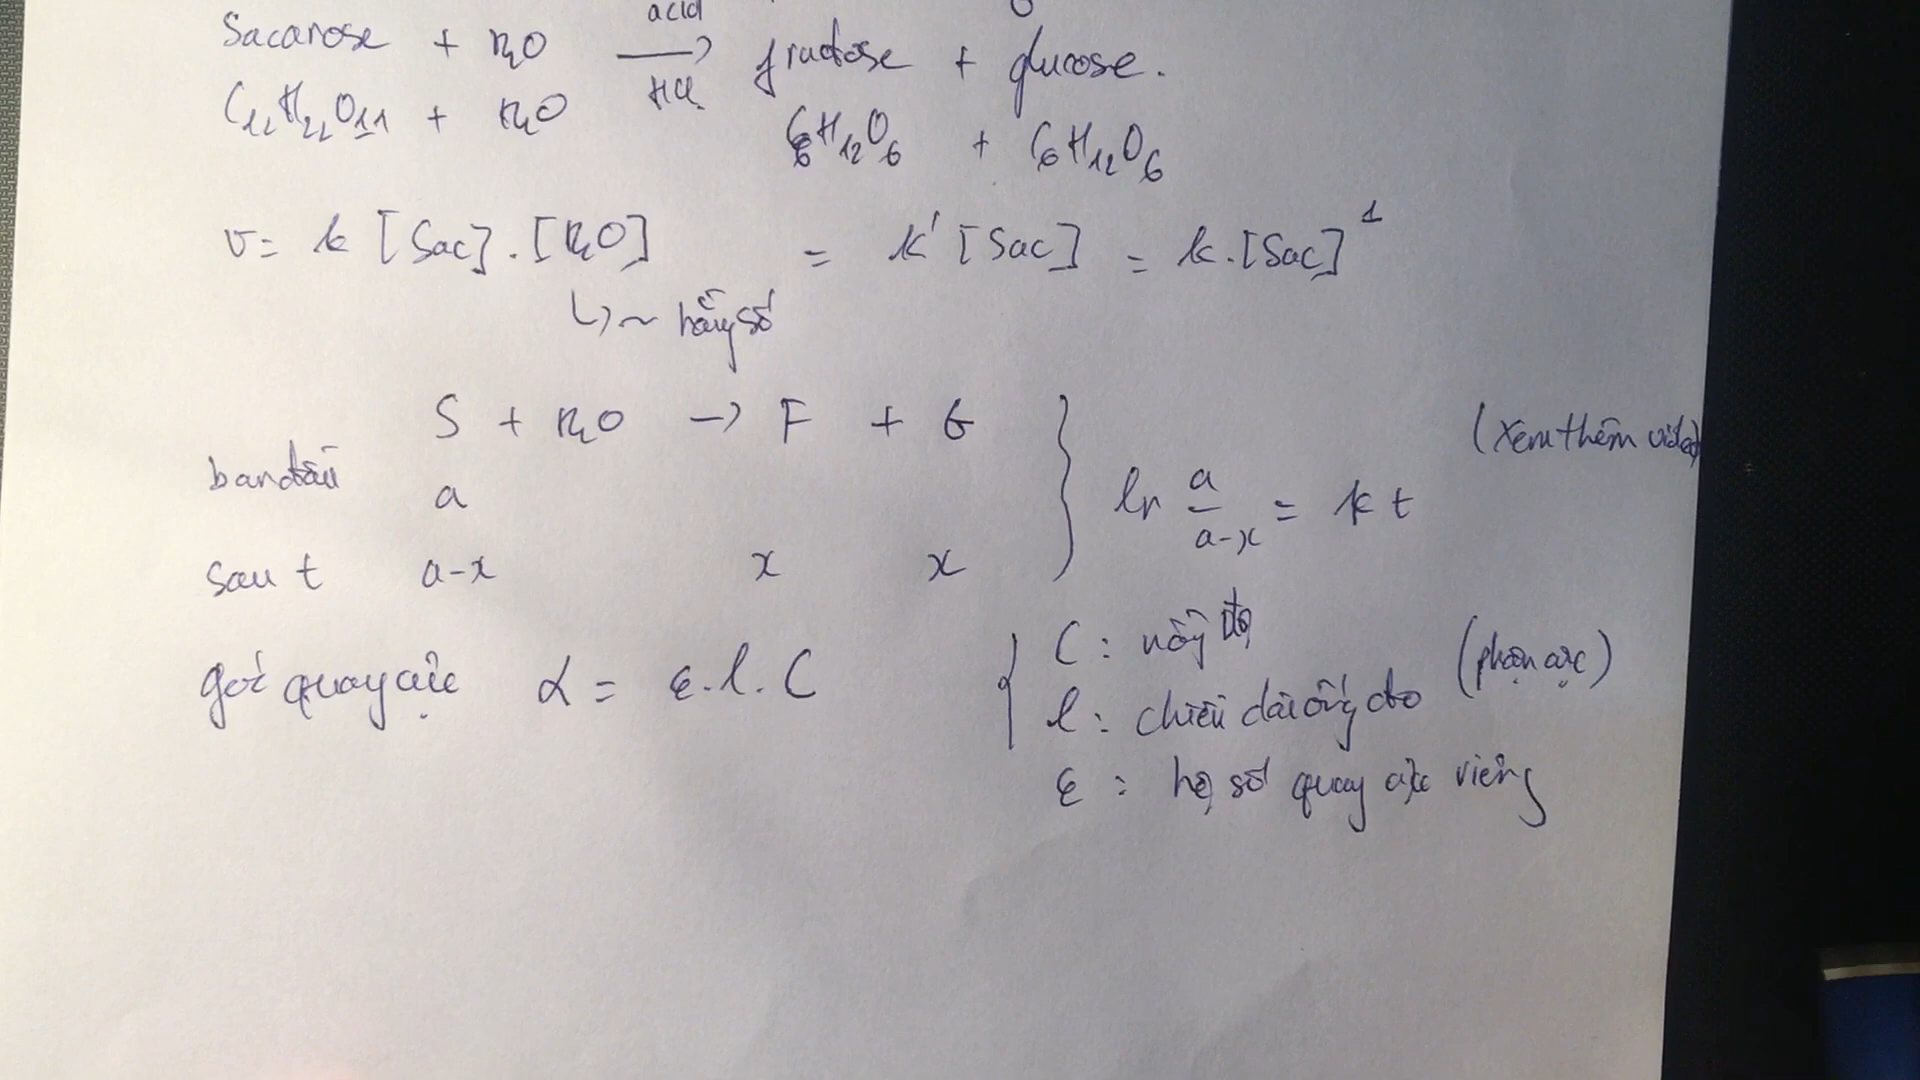 acid
Sacarose + H2O ⟶ fructose + glucose.
HCl
C12H22O11 + H2O C6H12O6 + C6H12O6
v = k [Sac] . [H2O] = k' [Sac] = k . [Sac]^1
↳ ~ hằng số
S + H2O → F + G
(xem thêm video
ban đầu a
ln a/(a-x) = k t
sau t a-x x x
góc quay cực α = ε . l . C
C : nồng độ
l : chiều dài ống đo (phân cực)
ε : hệ số quay cực riêng